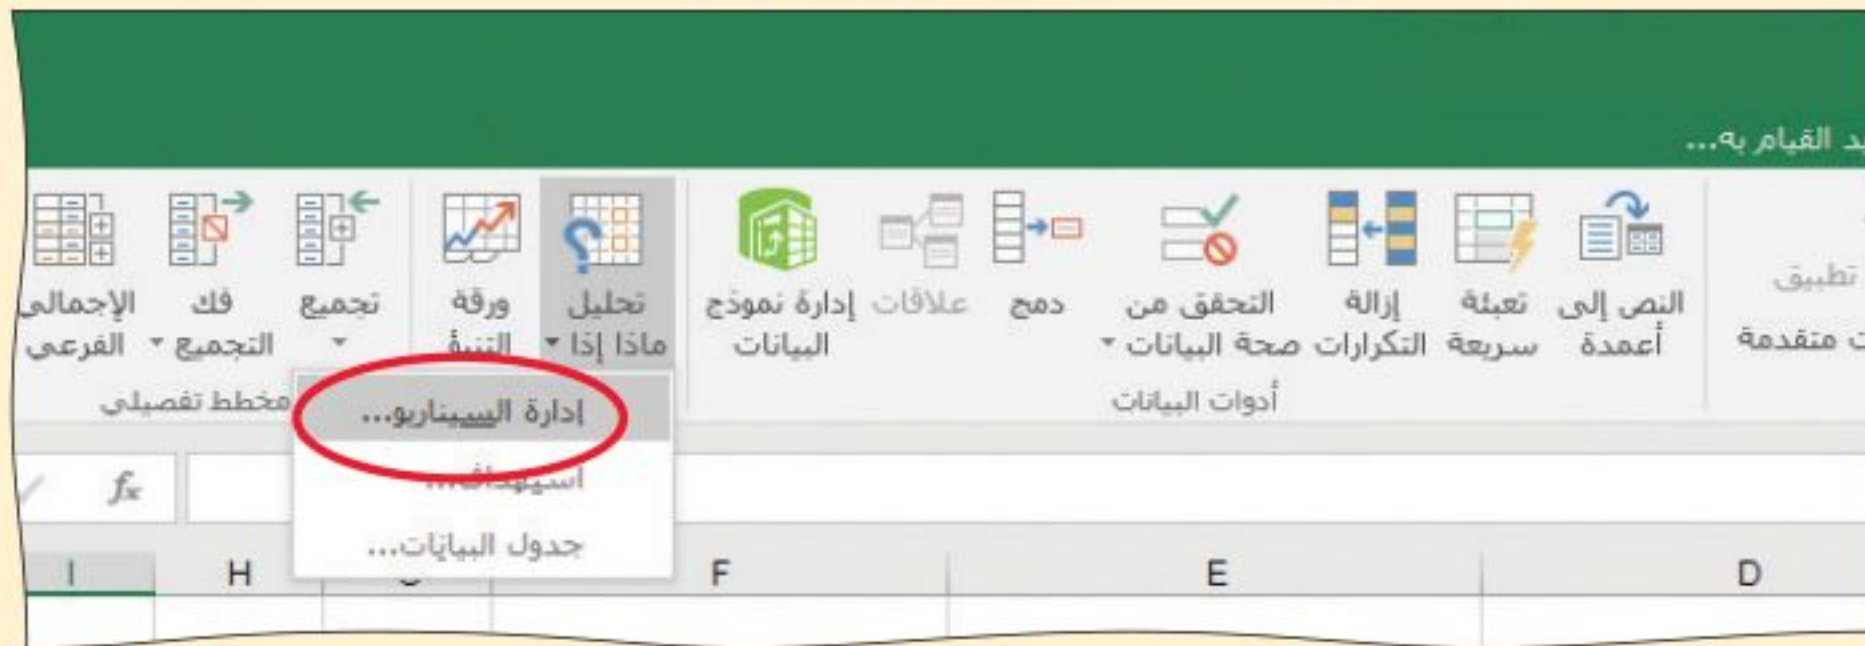 يد القيام به...
تطبيق
ت متقدمة
النص إلى
أعمدة
تعبئة
سريعة
إزالة
التكرارات
التحقق من
صحة البيانات
دمج
علاقات
إدارة نموذج
البيانات
تحليل
ماذا إذا
ورقة
التنبؤ
تجميع
فك
التجميع
الإجمالي
الفرعي
أدوات البيانات
مخطط تفصيلي
إدارة السيناريو...
استهداف...
جدول البيانات...
fx
D
E
F
H
I